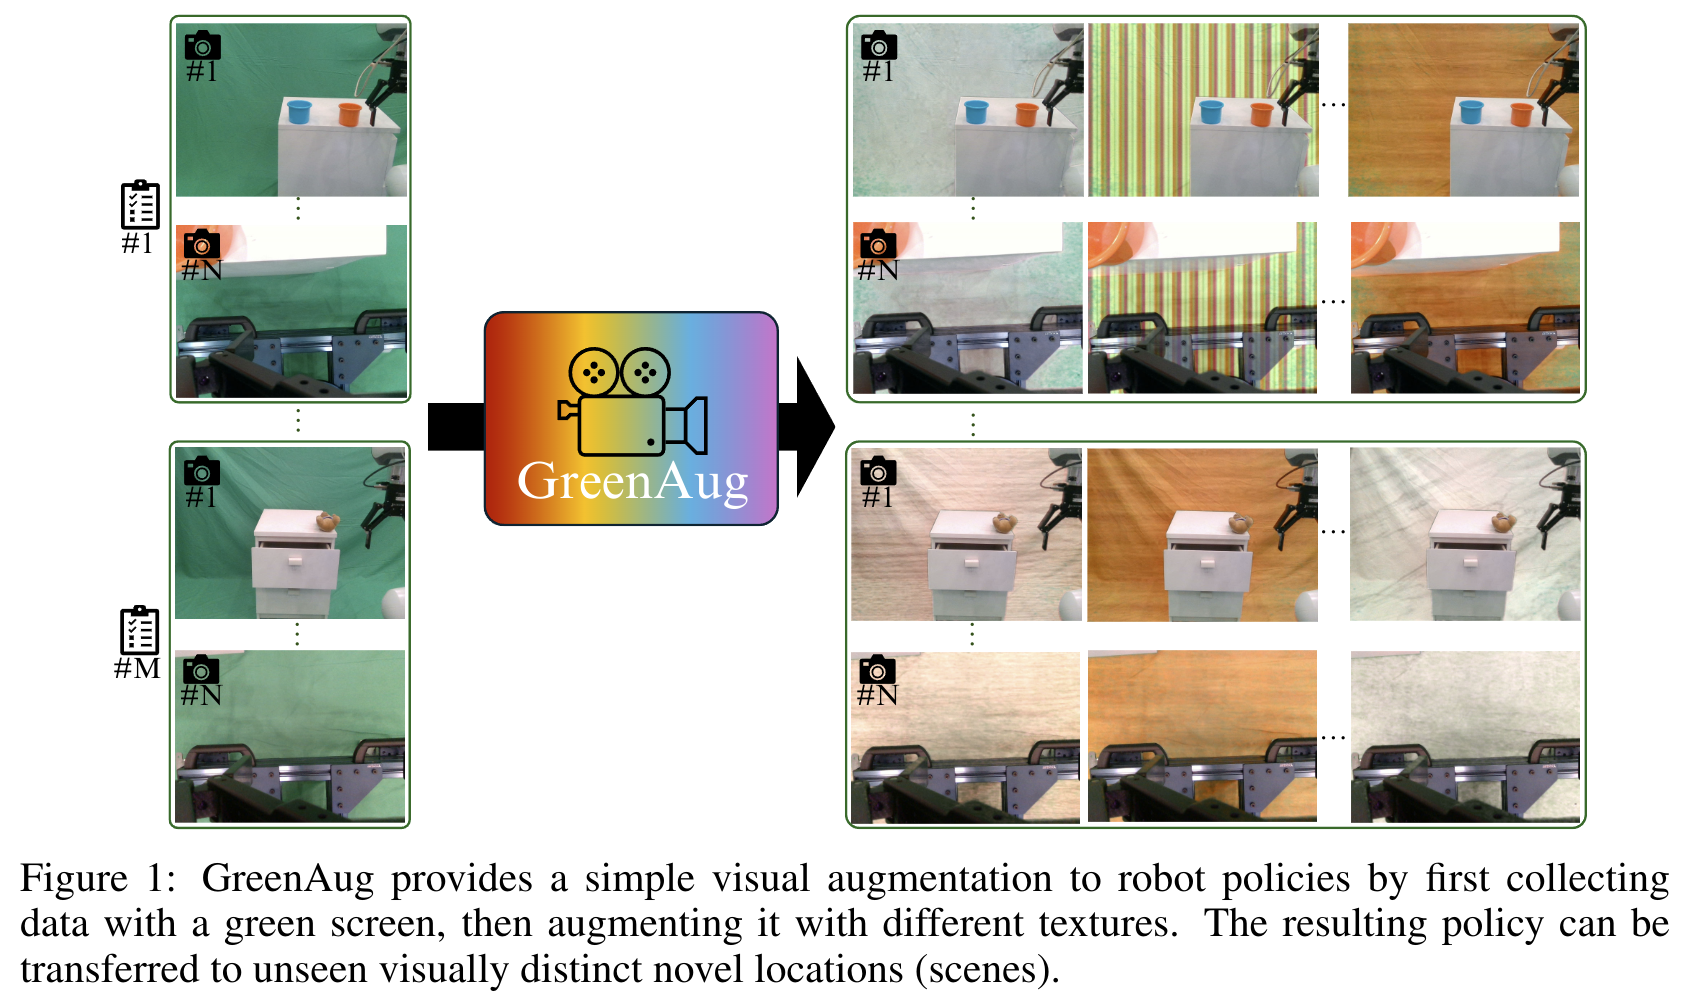 #1
#1
#N
#1
#M
#N
GreenAug
#1
...
#N
...
#1
...
#N
...
Figure 1: GreenAug provides a simple visual augmentation to robot policies by first collecting
data with a green screen, then augmenting it with different textures. The resulting policy can be
transferred to unseen visually distinct novel locations (scenes).